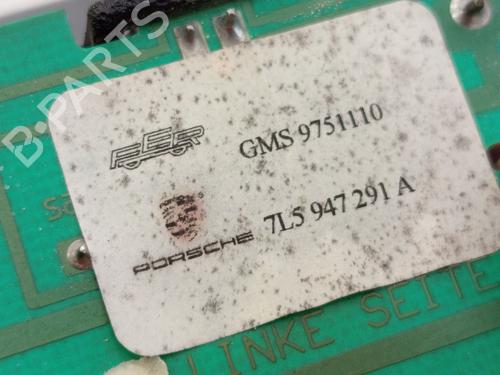 FER
GMS 9751110
7L5 947 291 A
PORSCHE
LINKE SEITE
B-PARTS